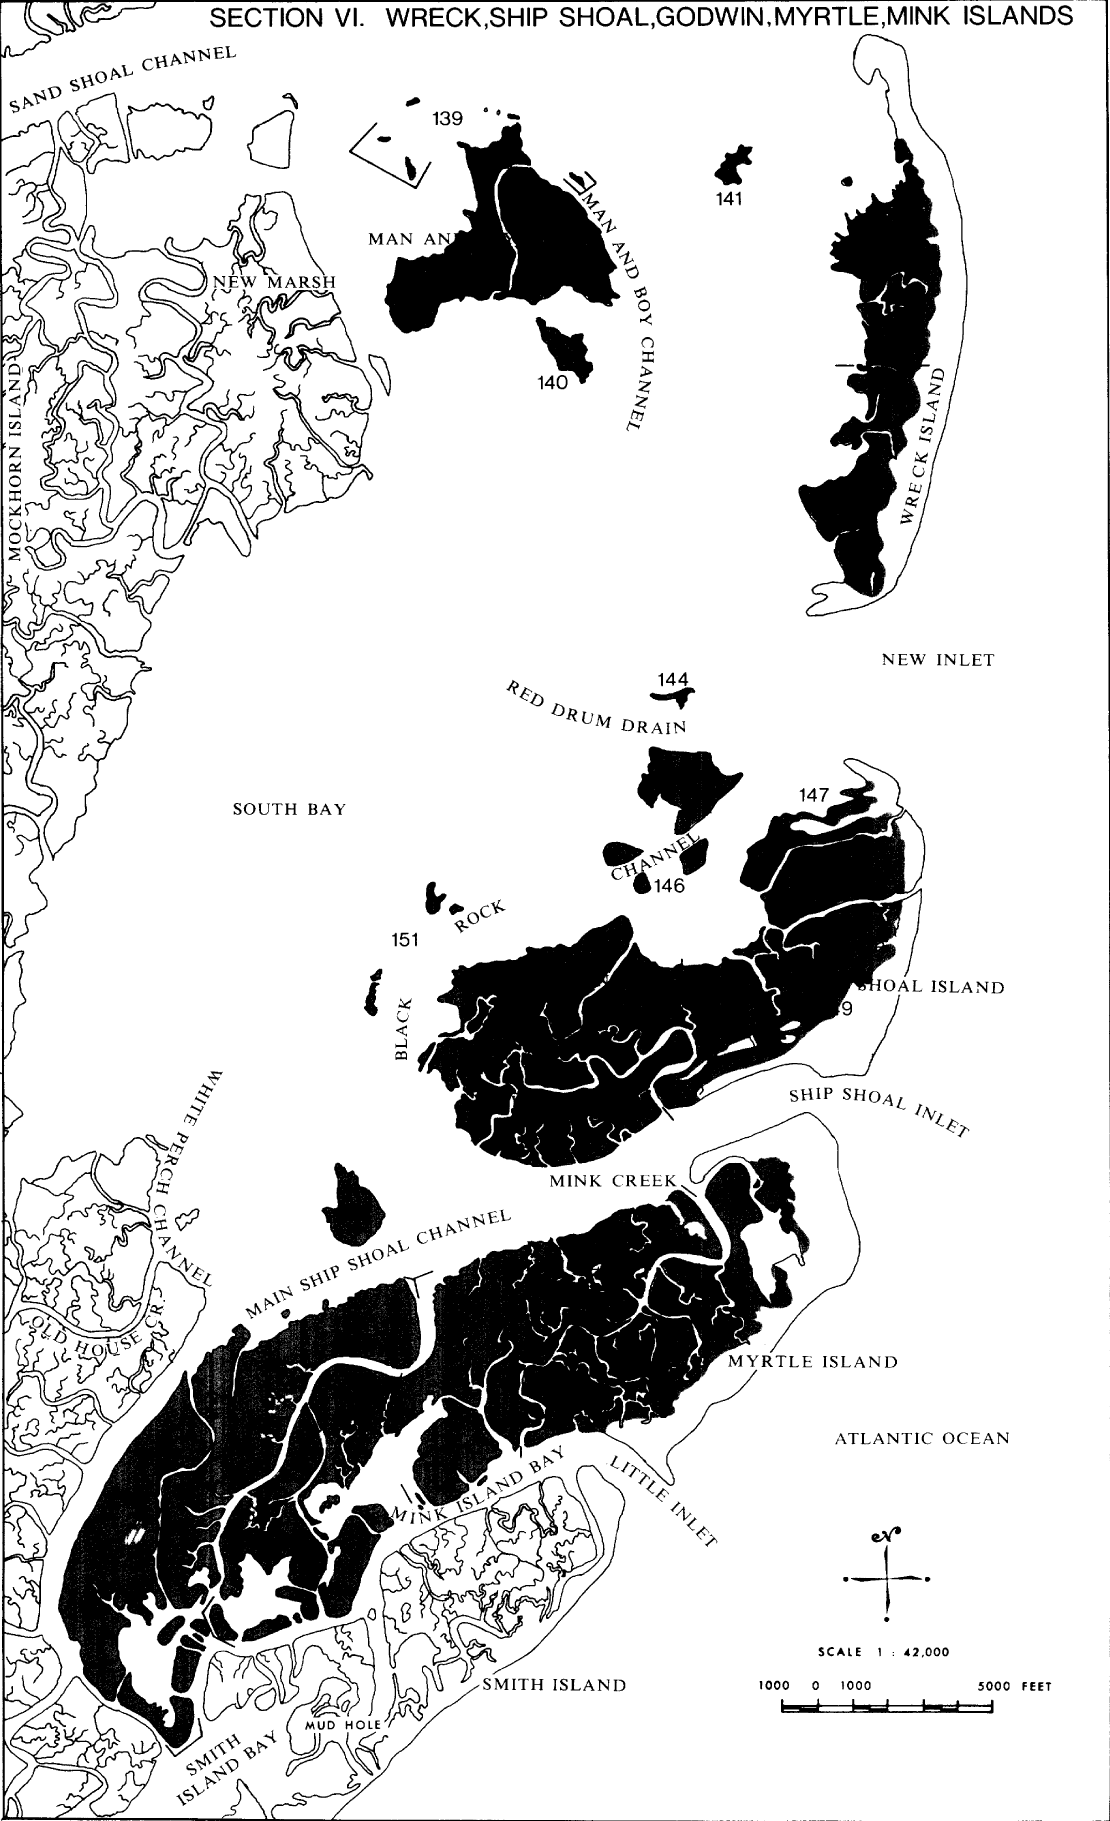 SECTION VI. WRECK,SHIP SHOAL,GODWIN,MYRTLE,MINK ISLANDS
SAND SHOAL CHANNEL
139
141
MAN AN
MAN AND BOY CHANNEL
NEW MARSH
140
MOCKHORN ISLAND
WRECK ISLAND
NEW INLET
144
RED DRUM DRAIN
147
SOUTH BAY
CHANNEL
146
ROCK
151
SHOAL ISLAND
9
BLACK
SHIP SHOAL INLET
WHITE PERCH CHANNEL
MINK CREEK
MAIN SHIP SHOAL CHANNEL
OLD HOUSE CR.
MYRTLE ISLAND
ATLANTIC OCEAN
LITTLE INLET
MINK ISLAND BAY
N
SCALE 1 : 42,000
1000 0 1000 5000 FEET
SMITH ISLAND
MUD HOLE
SMITH
ISLAND BAY